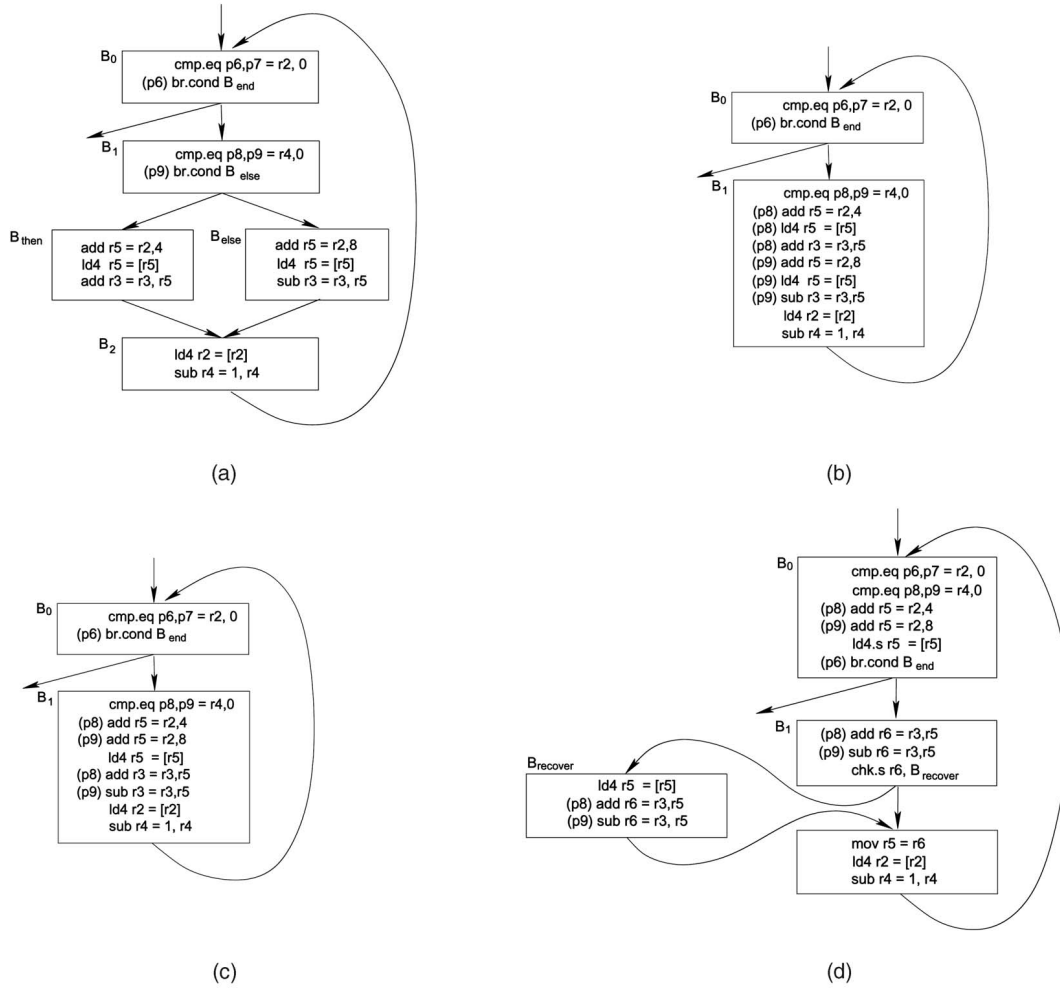 B0
cmp.eq p6,p7 = r2, 0
(p6) br.cond Bend
B1
cmp.eq p8,p9 = r4,0
(p9) br.cond Belse
Bthen
add r5 = r2,4
ld4 r5 = [r5]
add r3 = r3, r5
Belse
add r5 = r2,8
ld4 r5 = [r5]
sub r3 = r3, r5
B2
ld4 r2 = [r2]
sub r4 = 1, r4
(a)
B0
cmp.eq p6,p7 = r2, 0
(p6) br.cond Bend
B1
cmp.eq p8,p9 = r4,0
(p8) add r5 = r2,4
(p8) ld4 r5 = [r5]
(p8) add r3 = r3,r5
(p9) add r5 = r2,8
(p9) ld4 r5 = [r5]
(p9) sub r3 = r3,r5
ld4 r2 = [r2]
sub r4 = 1, r4
(b)
B0
cmp.eq p6,p7 = r2, 0
(p6) br.cond Bend
B1
cmp.eq p8,p9 = r4,0
(p8) add r5 = r2,4
(p9) add r5 = r2,8
ld4 r5 = [r5]
(p8) add r3 = r3,r5
(p9) sub r3 = r3,r5
ld4 r2 = [r2]
sub r4 = 1, r4
(c)
B0
cmp.eq p6,p7 = r2, 0
cmp.eq p8,p9 = r4,0
(p8) add r5 = r2,4
(p9) add r5 = r2,8
ld4.s r5 = [r5]
(p6) br.cond Bend
B1
(p8) add r6 = r3,r5
(p9) sub r6 = r3,r5
chk.s r6, Brecover
Brecover
ld4 r5 = [r5]
(p8) add r6 = r3,r5
(p9) sub r6 = r3, r5
mov r5 = r6
ld4 r2 = [r2]
sub r4 = 1, r4
(d)